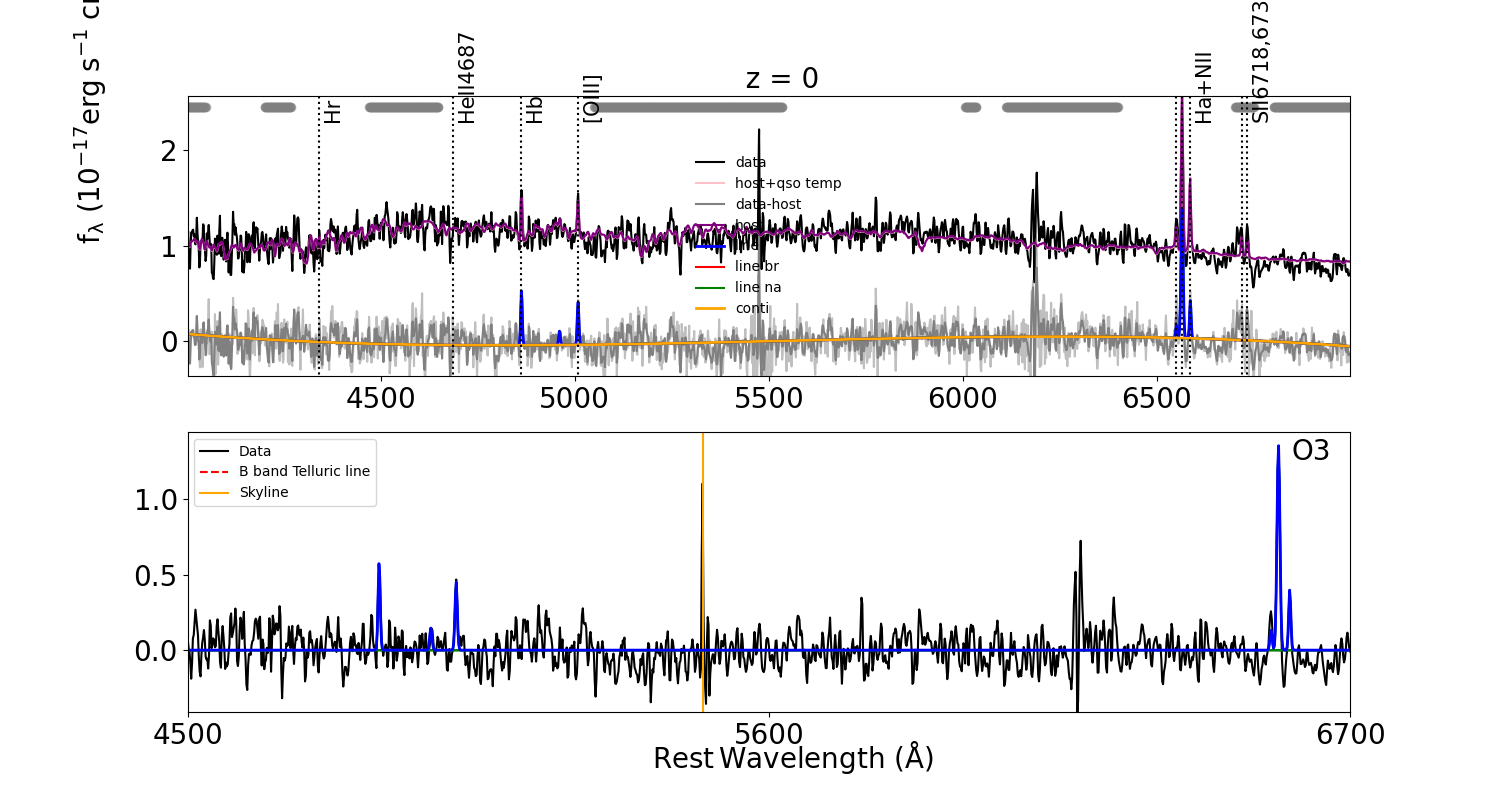 z = 0
f_λ (10^−17 erg s^−1
Hr
HeII4687
Hb
[OIII]
Ha+NII
SII6718,673
2
1
0
data
host+qso temp
data-host
line br
line na
conti
4500 5000 5500 6000 6500
Data
B band Telluric line
Skyline
O3
1.0
0.5
0.0
4500 5600 6700
Rest Wavelength (Å)